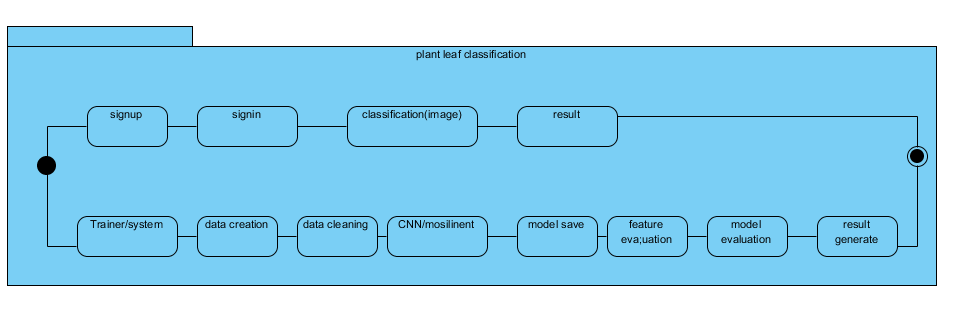 plant leaf classification
signup
signin
classification(image)
result
Trainer/system
data creation
data cleaning
CNN/mosilinent
model save
feature
eva;uation
model
evaluation
result
generate